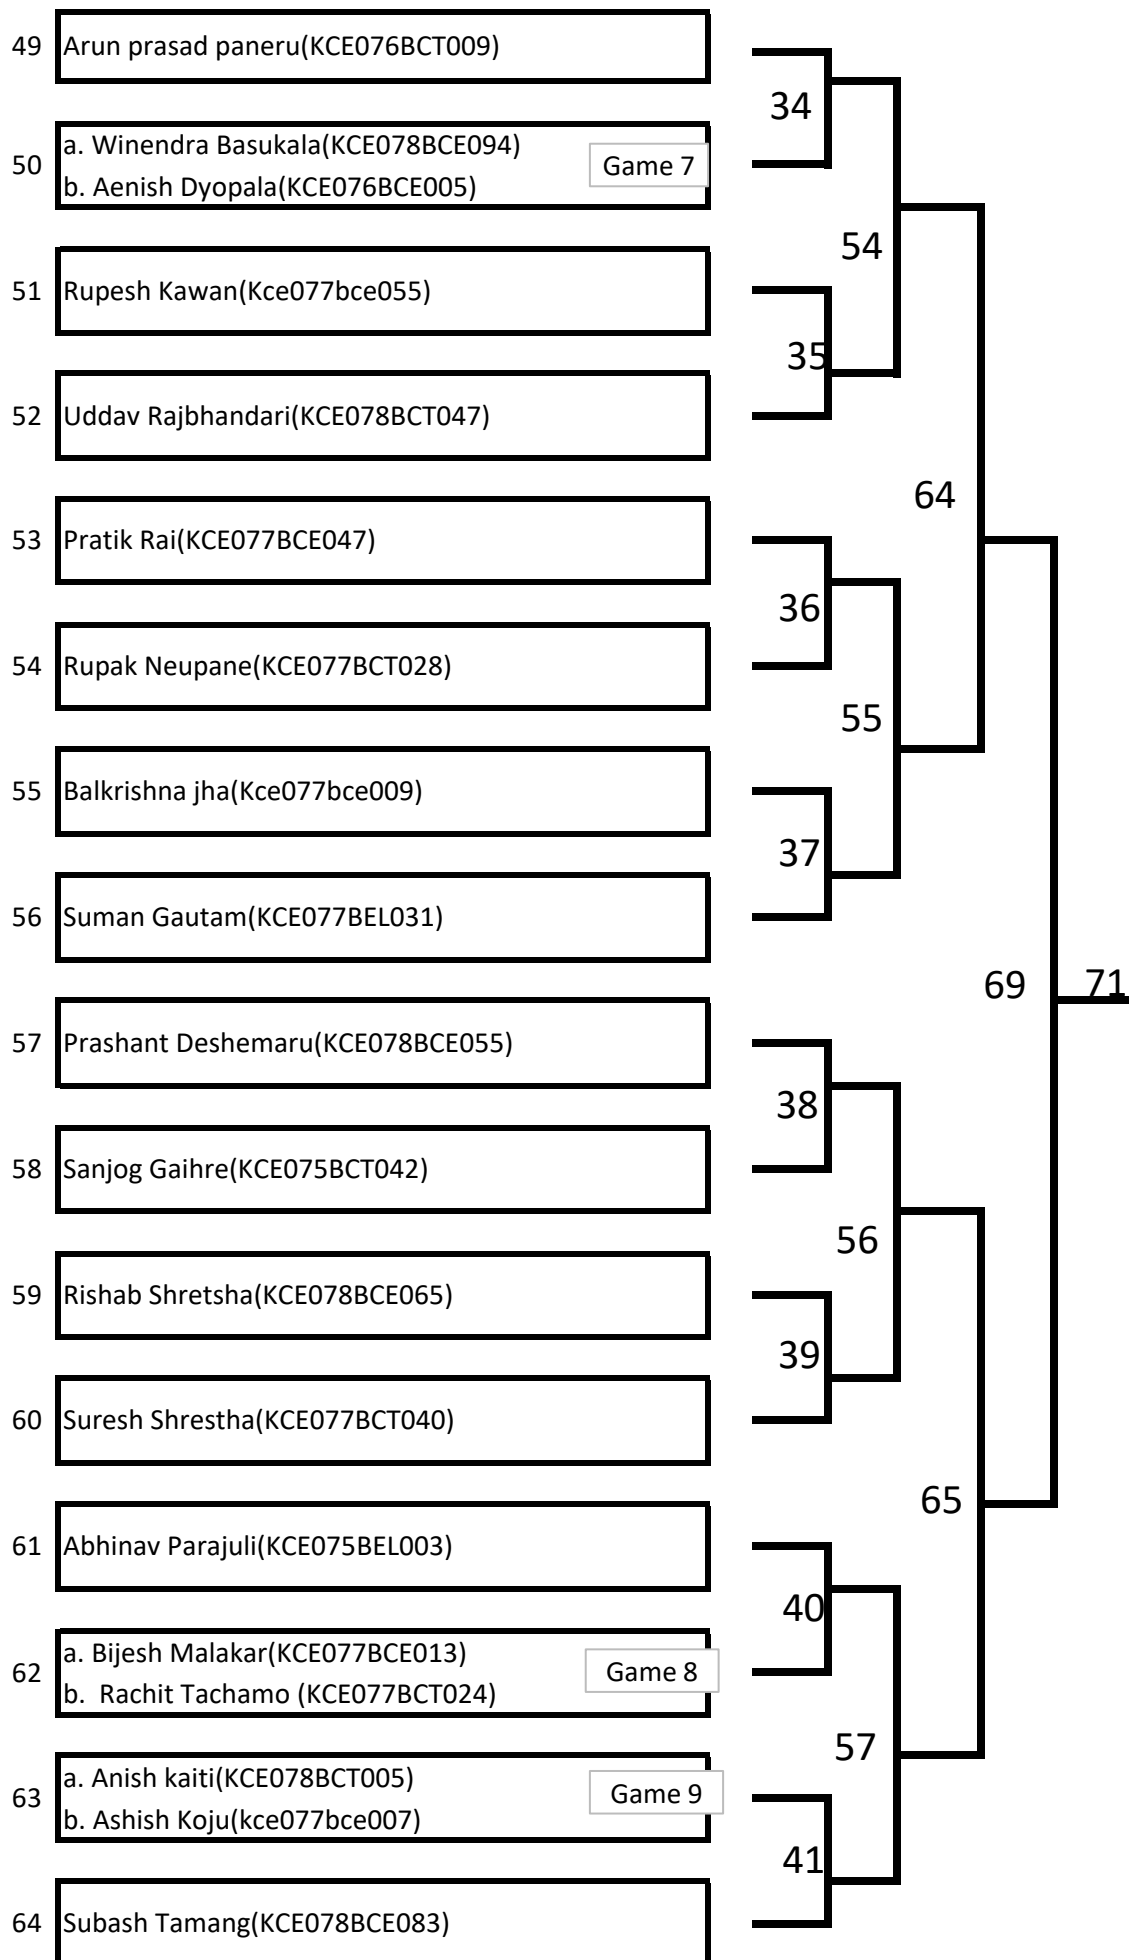 49 Arun prasad paneru(KCE076BCT009)
34
50 a. Winendra Basukala(KCE078BCE094)
b. Aenish Dyopala(KCE076BCE005)
Game 7
54
51 Rupesh Kawan(Kce077bce055)
35
52 Uddav Rajbhandari(KCE078BCT047)
64
53 Pratik Rai(KCE077BCE047)
36
54 Rupak Neupane(KCE077BCT028)
55
55 Balkrishna jha(Kce077bce009)
37
56 Suman Gautam(KCE077BEL031)
69
71
57 Prashant Deshemaru(KCE078BCE055)
38
58 Sanjog Gaihre(KCE075BCT042)
56
59 Rishab Shretsha(KCE078BCE065)
39
60 Suresh Shrestha(KCE077BCT040)
65
61 Abhinav Parajuli(KCE075BEL003)
40
62 a. Bijesh Malakar(KCE077BCE013)
b. Rachit Tachamo (KCE077BCT024)
Game 8
57
63 a. Anish kaiti(KCE078BCT005)
b. Ashish Koju(kce077bce007)
Game 9
41
64 Subash Tamang(KCE078BCE083)